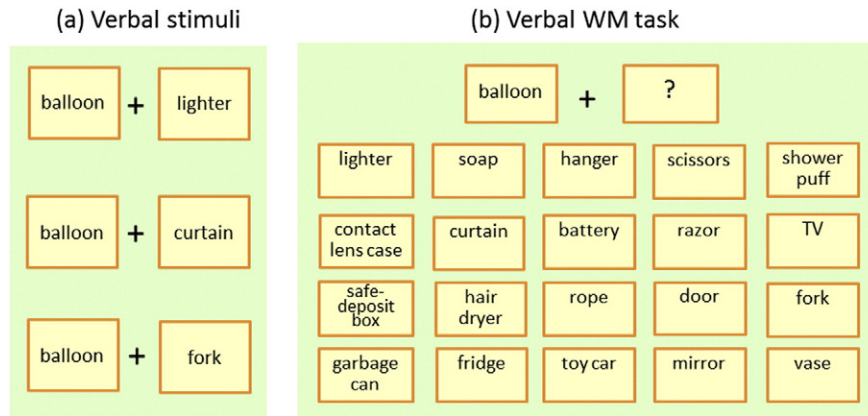 (a) Verbal stimuli
balloon + lighter
balloon + curtain
balloon + fork
(b) Verbal WM task
balloon + ?
lighter soap hanger scissors shower
puff
contact
lens case curtain battery razor TV
safe-
deposit
box hair
dryer rope door fork
garbage
can fridge toy car mirror vase